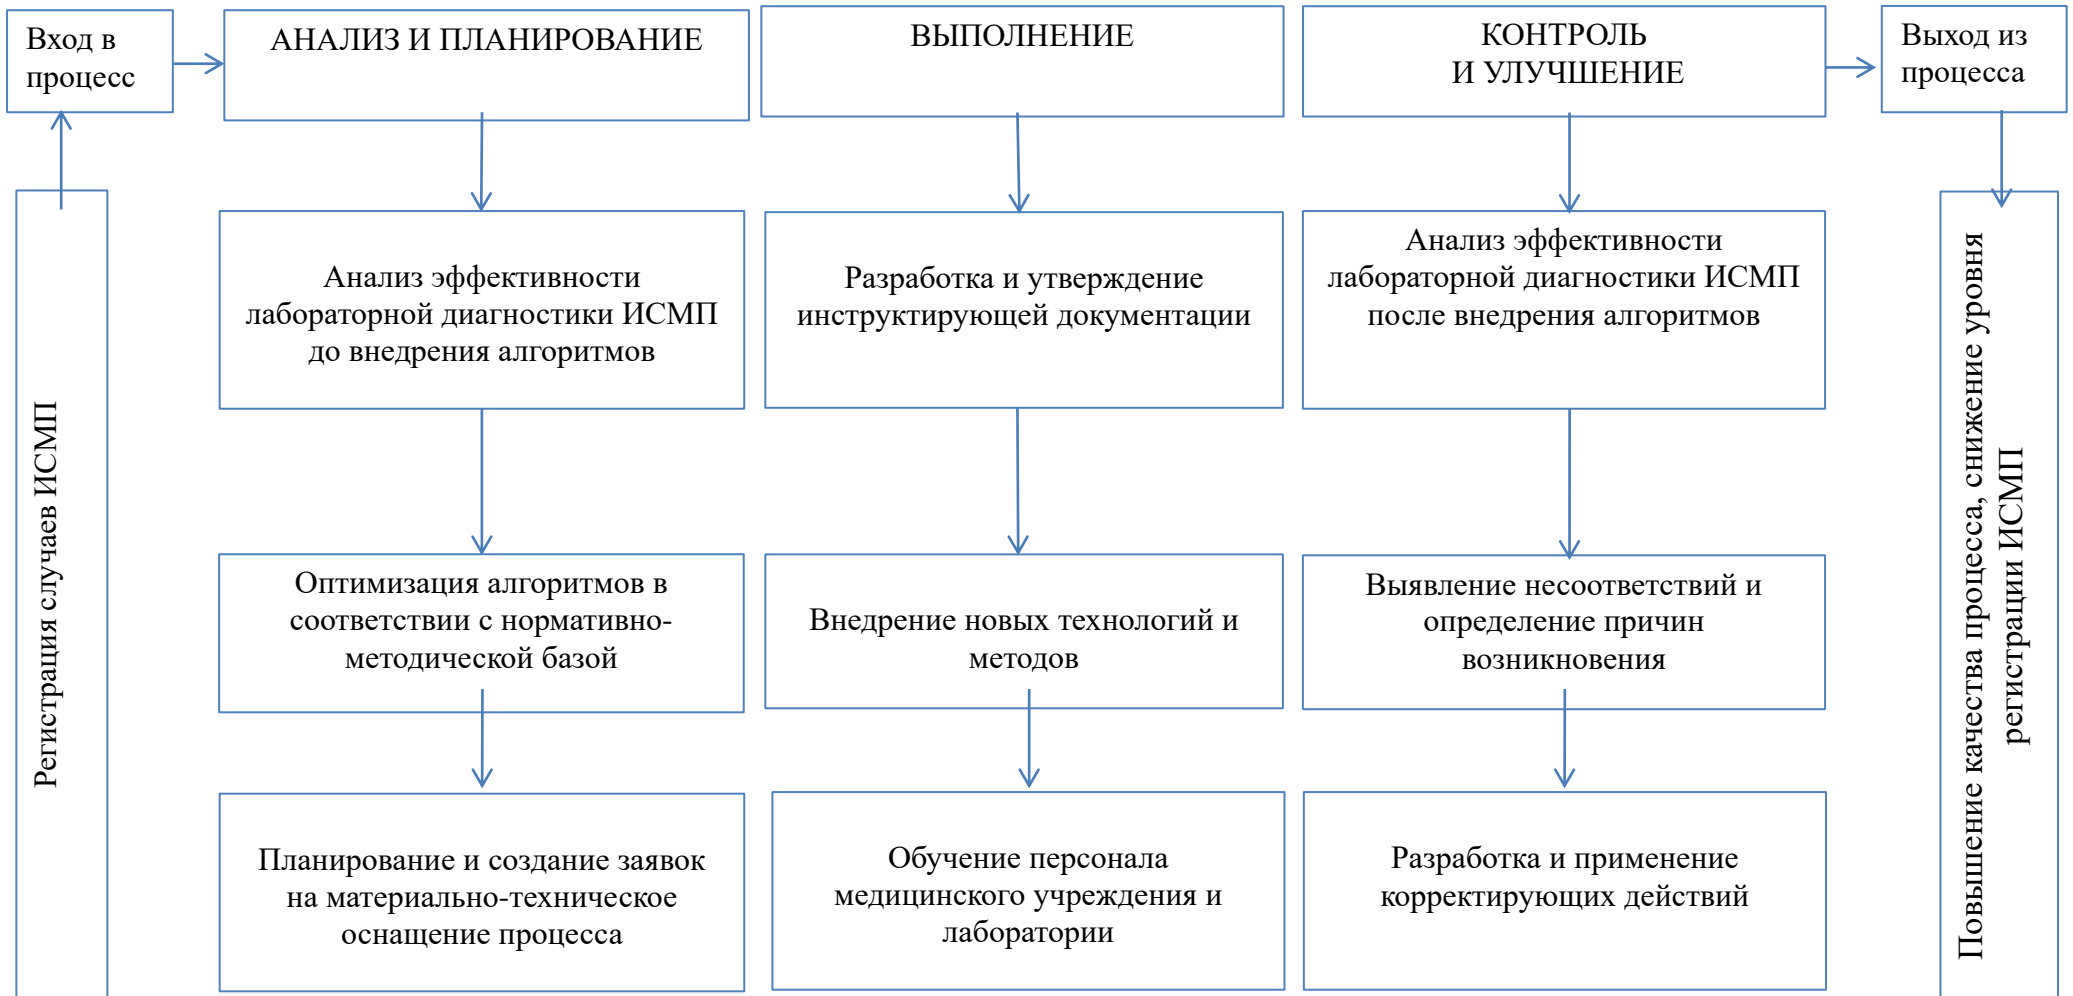 Вход в
процесс
АНАЛИЗ И ПЛАНИРОВАНИЕ
ВЫПОЛНЕНИЕ
КОНТРОЛЬ
И УЛУЧШЕНИЕ
Выход из
процесса
Регистрация случаев ИСМП
Анализ эффективности
лабораторной диагностики ИСМП
до внедрения алгоритмов
Разработка и утверждение
инструктирующей документации
Анализ эффективности
лабораторной диагностики ИСМП
после внедрения алгоритмов
Повышение качества процесса, снижение уровня
регистрации ИСМП
Оптимизация алгоритмов в
соответствии с нормативно-
методической базой
Внедрение новых технологий и
методов
Выявление несоответствий и
определение причин
возникновения
Планирование и создание заявок
на материально-техническое
оснащение процесса
Обучение персонала
медицинского учреждения и
лаборатории
Разработка и применение
корректирующих действий